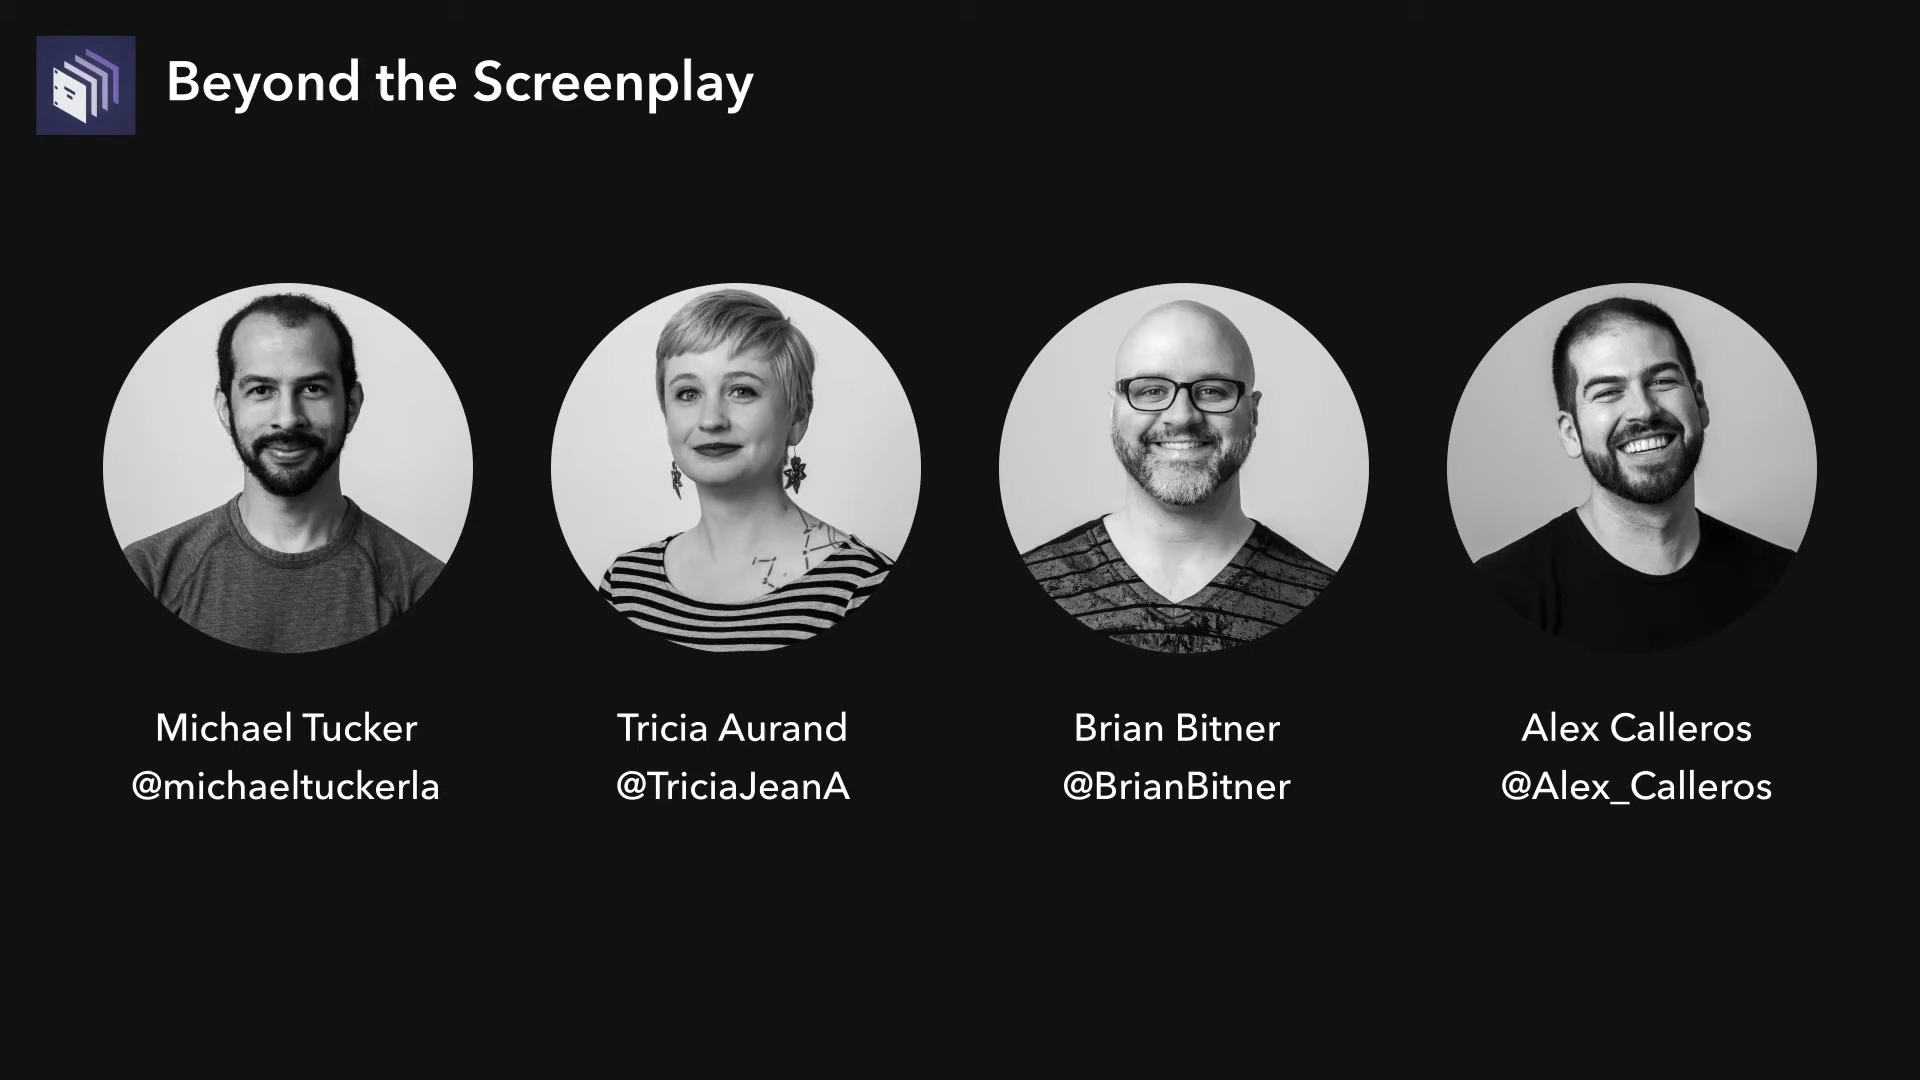 Beyond the Screenplay
Michael Tucker
@michaeltuckerla
Tricia Aurand
@TriciaJeanA
Brian Bitner
@BrianBitner
Alex Calleros
@Alex_Calleros